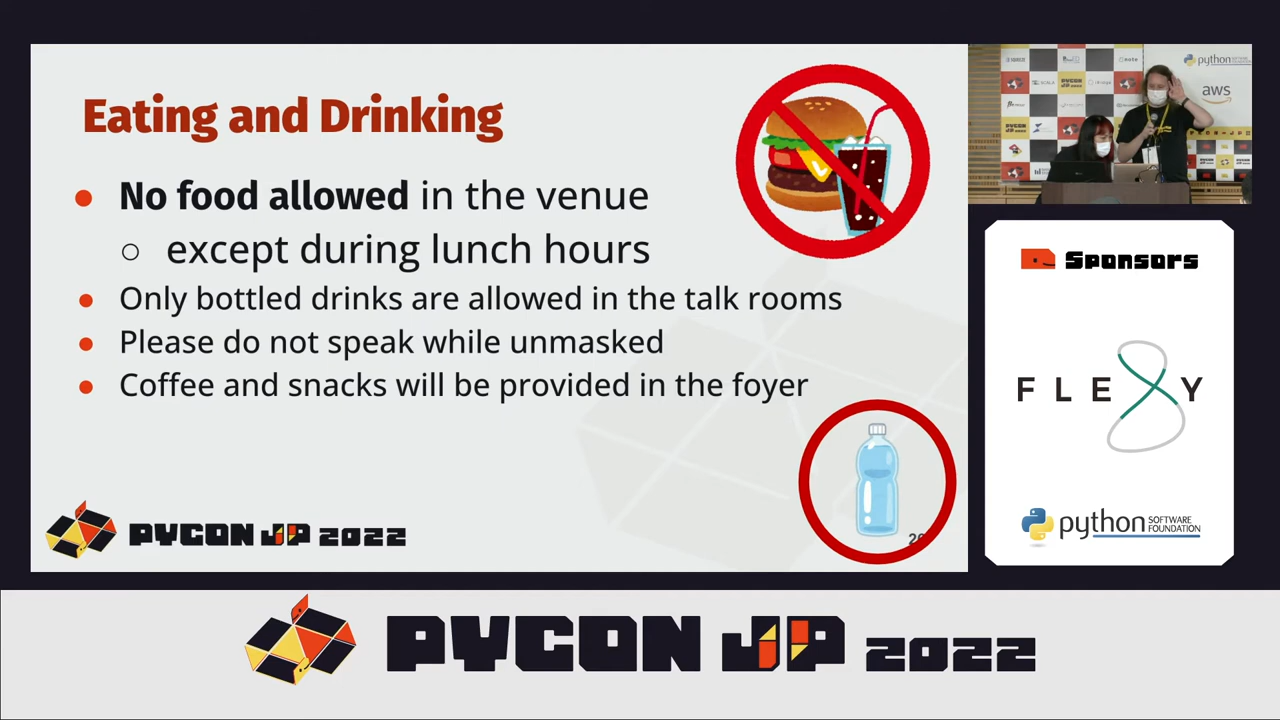 Eating and Drinking
● No food allowed in the venue
○ except during lunch hours
● Only bottled drinks are allowed in the talk rooms
● Please do not speak while unmasked
● Coffee and snacks will be provided in the foyer
PYCON JP 2022
python
aws
Sponsors
FLEXY
python SOFTWARE FOUNDATION
PYCON JP 2022